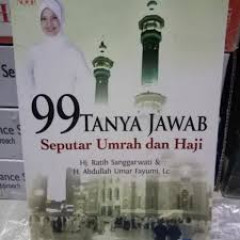 99 TANYA JAWAB
Seputar Umrah dan Haji
Hj. Ratih Sanggarwati &
H. Abdullah Umar Fayumi, Lc